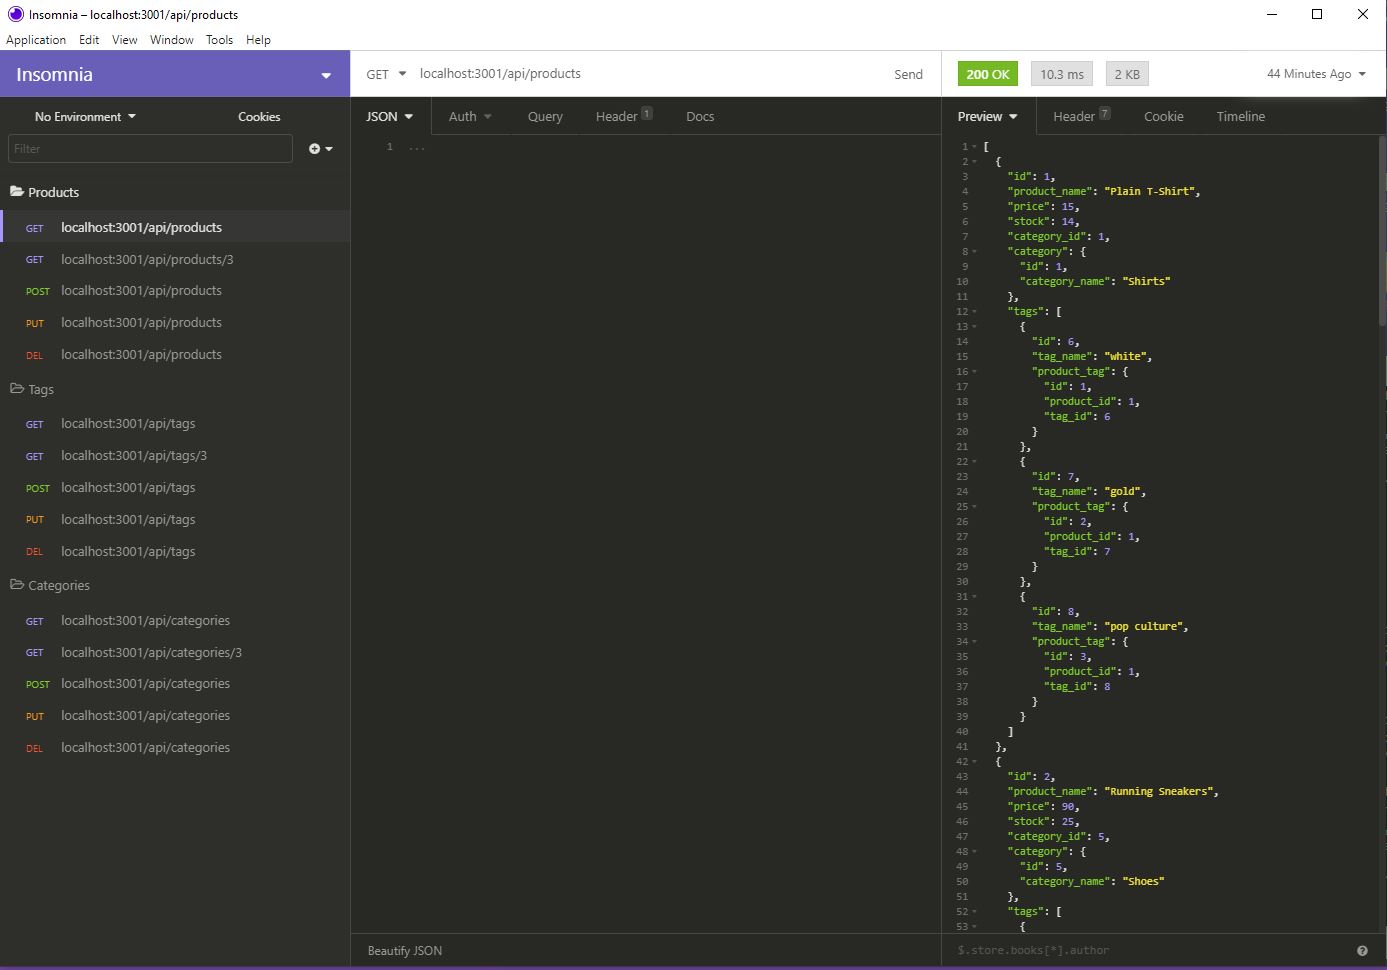 Insomnia – localhost:3001/api/products
Application Edit View Window Tools Help
Insomnia
No Environment Cookies
Filter
Products
GET localhost:3001/api/products
GET localhost:3001/api/products/3
POST localhost:3001/api/products
PUT localhost:3001/api/products
DEL localhost:3001/api/products
Tags
GET localhost:3001/api/tags
GET localhost:3001/api/tags/3
POST localhost:3001/api/tags
PUT localhost:3001/api/tags
DEL localhost:3001/api/tags
Categories
GET localhost:3001/api/categories
GET localhost:3001/api/categories/3
POST localhost:3001/api/categories
PUT localhost:3001/api/categories
DEL localhost:3001/api/categories
GET localhost:3001/api/products Send
JSON Auth Query Header 1 Docs
1 ...
Beautify JSON
200 OK 10.3 ms 2 KB 44 Minutes Ago
Preview Header 7 Cookie Timeline
1 [
2 {
3 "id": 1,
4 "product_name": "Plain T-Shirt",
5 "price": 15,
6 "stock": 14,
7 "category_id": 1,
8 "category": {
9 "id": 1,
10 "category_name": "Shirts"
11 },
12 "tags": [
13 {
14 "id": 6,
15 "tag_name": "white",
16 "product_tag": {
17 "id": 1,
18 "product_id": 1,
19 "tag_id": 6
20 }
21 },
22 {
23 "id": 7,
24 "tag_name": "gold",
25 "product_tag": {
26 "id": 2,
27 "product_id": 1,
28 "tag_id": 7
29 }
30 },
31 {
32 "id": 8,
33 "tag_name": "pop culture",
34 "product_tag": {
35 "id": 3,
36 "product_id": 1,
37 "tag_id": 8
38 }
39 }
40 ]
41 },
42 {
43 "id": 2,
44 "product_name": "Running Sneakers",
45 "price": 90,
46 "stock": 25,
47 "category_id": 5,
48 "category": {
49 "id": 5,
50 "category_name": "Shoes"
51 },
52 "tags": [
53 {
$.store.books[*].author